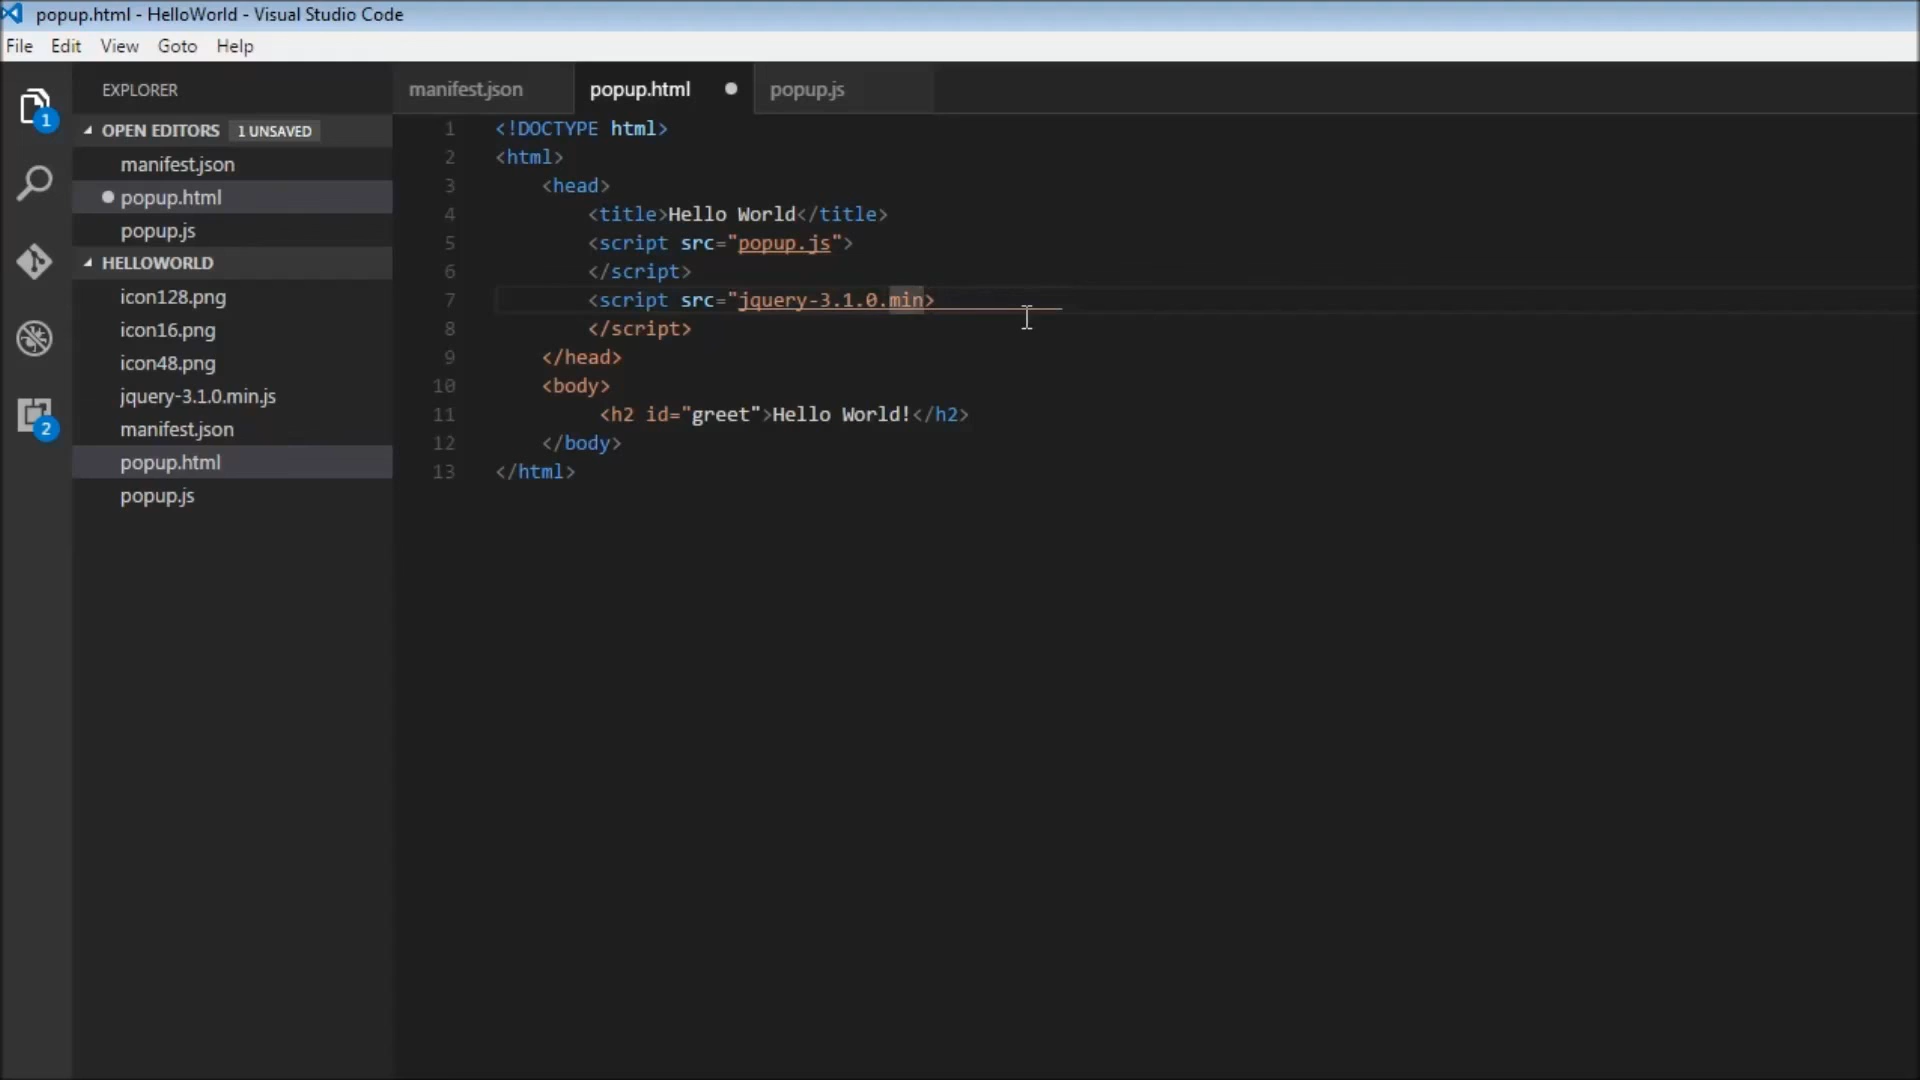 popup.html - HelloWorld - Visual Studio Code
File Edit View Goto Help
EXPLORER
OPEN EDITORS 1 UNSAVED
manifest.json
popup.html
popup.js
HELLOWORLD
icon128.png
icon16.png
icon48.png
jquery-3.1.0.min.js
manifest.json
popup.html
popup.js
1
2
manifest.json popup.html popup.js
1 <!DOCTYPE html>
2 <html>
3 <head>
4 <title>Hello World</title>
5 <script src="popup.js">
6 </script>
7 <script src="jquery-3.1.0.min>
8 </script>
9 </head>
10 <body>
11 <h2 id="greet">Hello World!</h2>
12 </body>
13 </html>